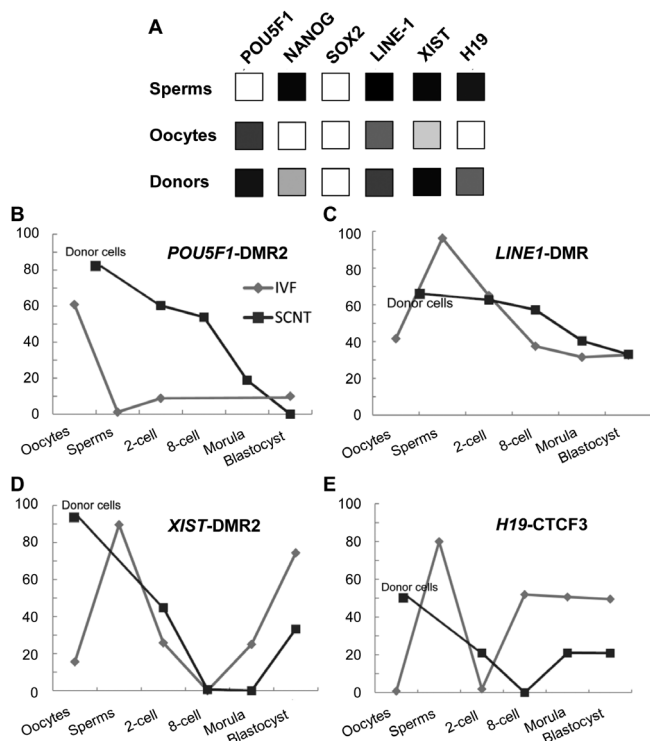 A
POU5F1 NANOG SOX2 LINE-1 XIST H19
Sperms
Oocytes
Donors
B
100
80
60
40
20
0
Donor cells
POU5F1-DMR2
IVF
SCNT
Oocytes Sperms 2-cell 8-cell Morula Blastocyst
C
100
80
60
40
20
0
LINE1-DMR
Donor cells
Oocytes Sperms 2-cell 8-cell Morula Blastocyst
D
100
80
60
40
20
0
Donor cells
XIST-DMR2
Oocytes Sperms 2-cell 8-cell Morula Blastocyst
E
100
80
60
40
20
0
H19-CTCF3
Donor cells
Oocytes Sperms 2-cell 8-cell Morula Blastocyst